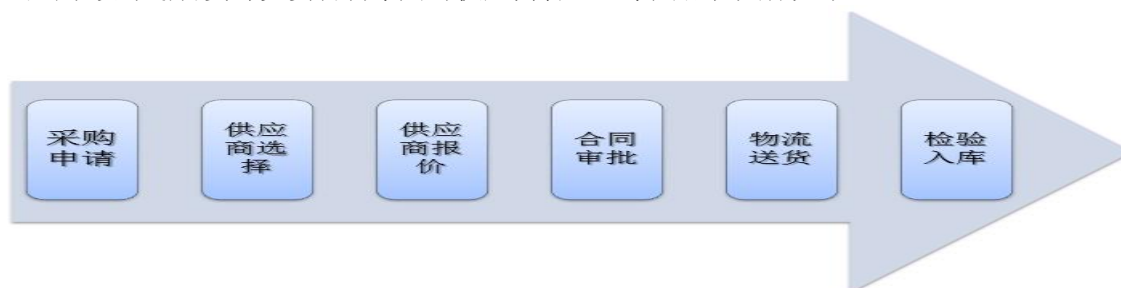 采购
申请
供应
商选
择
供应
商报
价
合同
审批
物流
送货
检验
入库